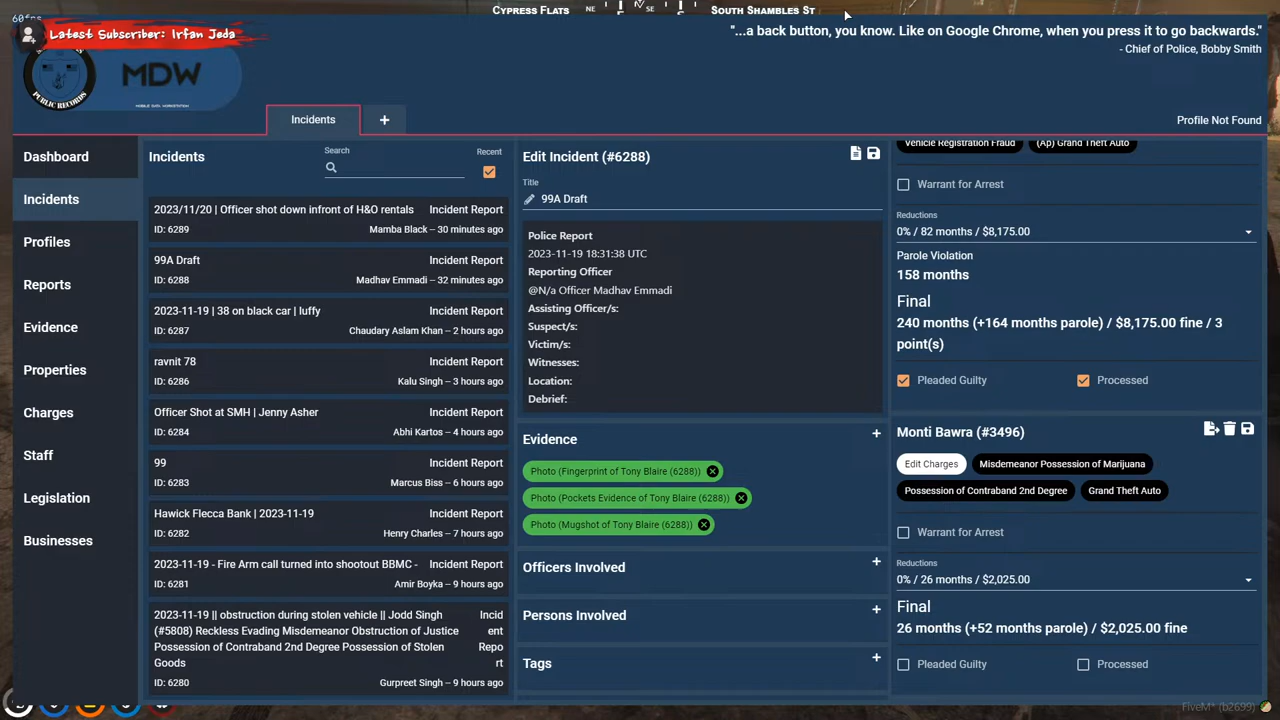 60fps
CYPRESS FLATS
NE
SE
SOUTH SHAMBLES ST
Latest Subscriber: Irfan Jeda
PUBLIC RECORDS
MDW
MOBILE DATA WORKSTATION
"...a back button, you know. Like on Google Chrome, when you press it to go backwards."
- Chief of Police, Bobby Smith
Incidents
+
Profile Not Found
Dashboard
Incidents
Profiles
Reports
Evidence
Properties
Charges
Staff
Legislation
Businesses
Incidents
Search
Recent
2023/11/20 | Officer shot down infront of H&O rentals
Incident Report
ID: 6289
Mamba Black -- 30 minutes ago
99A Draft
Incident Report
ID: 6288
Madhav Emmadi -- 32 minutes ago
2023-11-19 | 38 on black car | luffy
Incident Report
ID: 6287
Chaudary Aslam Khan -- 2 hours ago
ravnit 78
Incident Report
ID: 6286
Kalu Singh -- 3 hours ago
Officer Shot at SMH | Jenny Asher
Incident Report
ID: 6284
Abhi Kartos -- 4 hours ago
99
Incident Report
ID: 6283
Marcus Biss -- 6 hours ago
Hawick Flecca Bank | 2023-11-19
Incident Report
ID: 6282
Henry Charles -- 7 hours ago
2023-11-19 - Fire Arm call turned into shootout BBMC -
Incident Report
ID: 6281
Amir Boyka -- 9 hours ago
2023-11-19 || obstruction during stolen vehicle || Jodd Singh
(#5808) Reckless Evading Misdemeanor Obstruction of Justice
Possession of Contraband 2nd Degree Possession of Stolen
Goods
Incid
ent
Repo
rt
ID: 6280
Gurpreet Singh -- 9 hours ago
Edit Incident (#6288)
Title
99A Draft
Police Report
2023-11-19 18:31:38 UTC
Reporting Officer
@N/a Officer Madhav Emmadi
Assisting Officer/s:
Suspect/s:
Victim/s:
Witnesses:
Location:
Debrief:
Evidence
+
Photo (Fingerprint of Tony Blaire (6288))
Photo (Pockets Evidence of Tony Blaire (6288))
Photo (Mugshot of Tony Blaire (6288))
Officers Involved
+
Persons Involved
+
Tags
+
Vehicle Registration Fraud
(Ap) Grand Theft Auto
Warrant for Arrest
Reductions
0% / 82 months / $8,175.00
Parole Violation
158 months
Final
240 months (+164 months parole) / $8,175.00 fine / 3
point(s)
Pleaded Guilty
Processed
Monti Bawra (#3496)
Edit Charges
Misdemeanor Possession of Marijuana
Possession of Contraband 2nd Degree
Grand Theft Auto
Warrant for Arrest
Reductions
0% / 26 months / $2,025.00
Final
26 months (+52 months parole) / $2,025.00 fine
Pleaded Guilty
Processed
FiveM* (b2699)